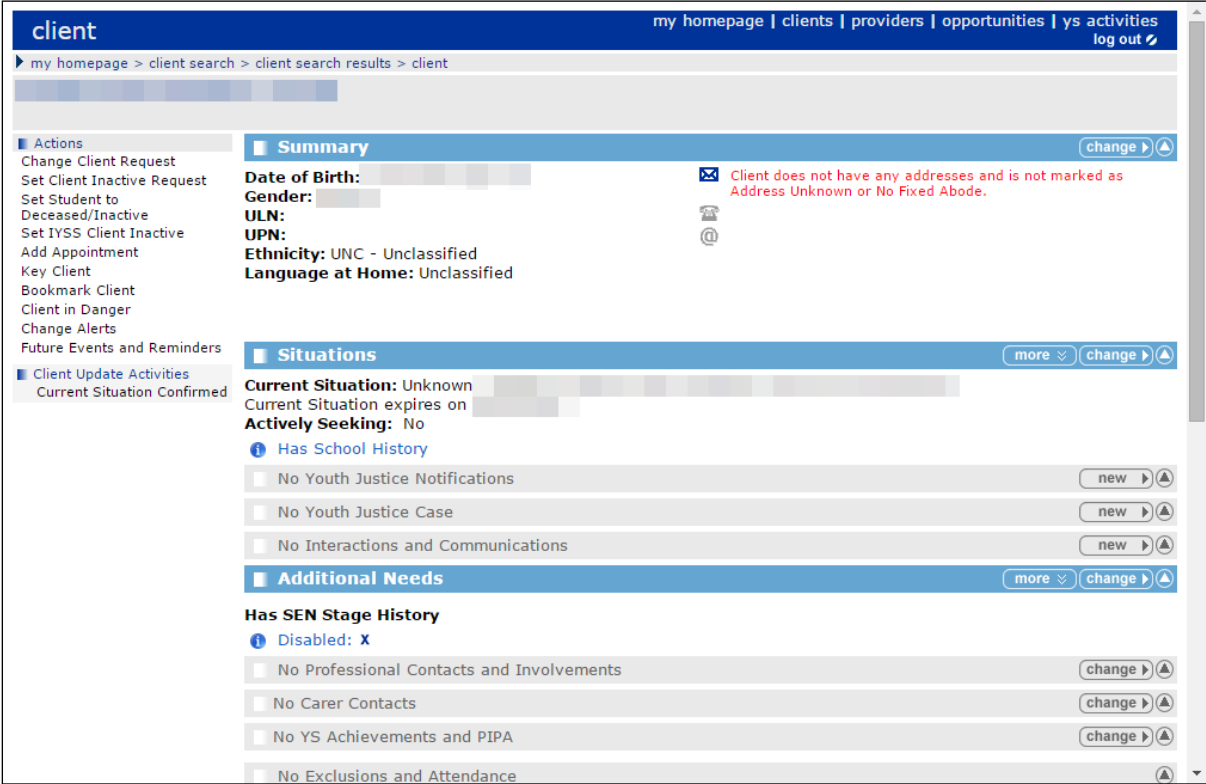 client
my homepage | clients | providers | opportunities | ys activities
log out
my homepage > client search > client search results > client
Actions
Change Client Request
Set Client Inactive Request
Set Student to
Deceased/Inactive
Set IYSS Client Inactive
Add Appointment
Key Client
Bookmark Client
Client in Danger
Change Alerts
Future Events and Reminders
Client Update Activities
Current Situation Confirmed
Summary change
Date of Birth:
Gender:
ULN:
UPN:
Ethnicity: UNC - Unclassified
Language at Home: Unclassified
Client does not have any addresses and is not marked as
Address Unknown or No Fixed Abode.
@
Situations more change
Current Situation: Unknown
Current Situation expires on
Actively Seeking: No
i Has School History
No Youth Justice Notifications new
No Youth Justice Case new
No Interactions and Communications new
Additional Needs more change
Has SEN Stage History
i Disabled: X
No Professional Contacts and Involvements change
No Carer Contacts change
No YS Achievements and PIPA change
No Exclusions and Attendance